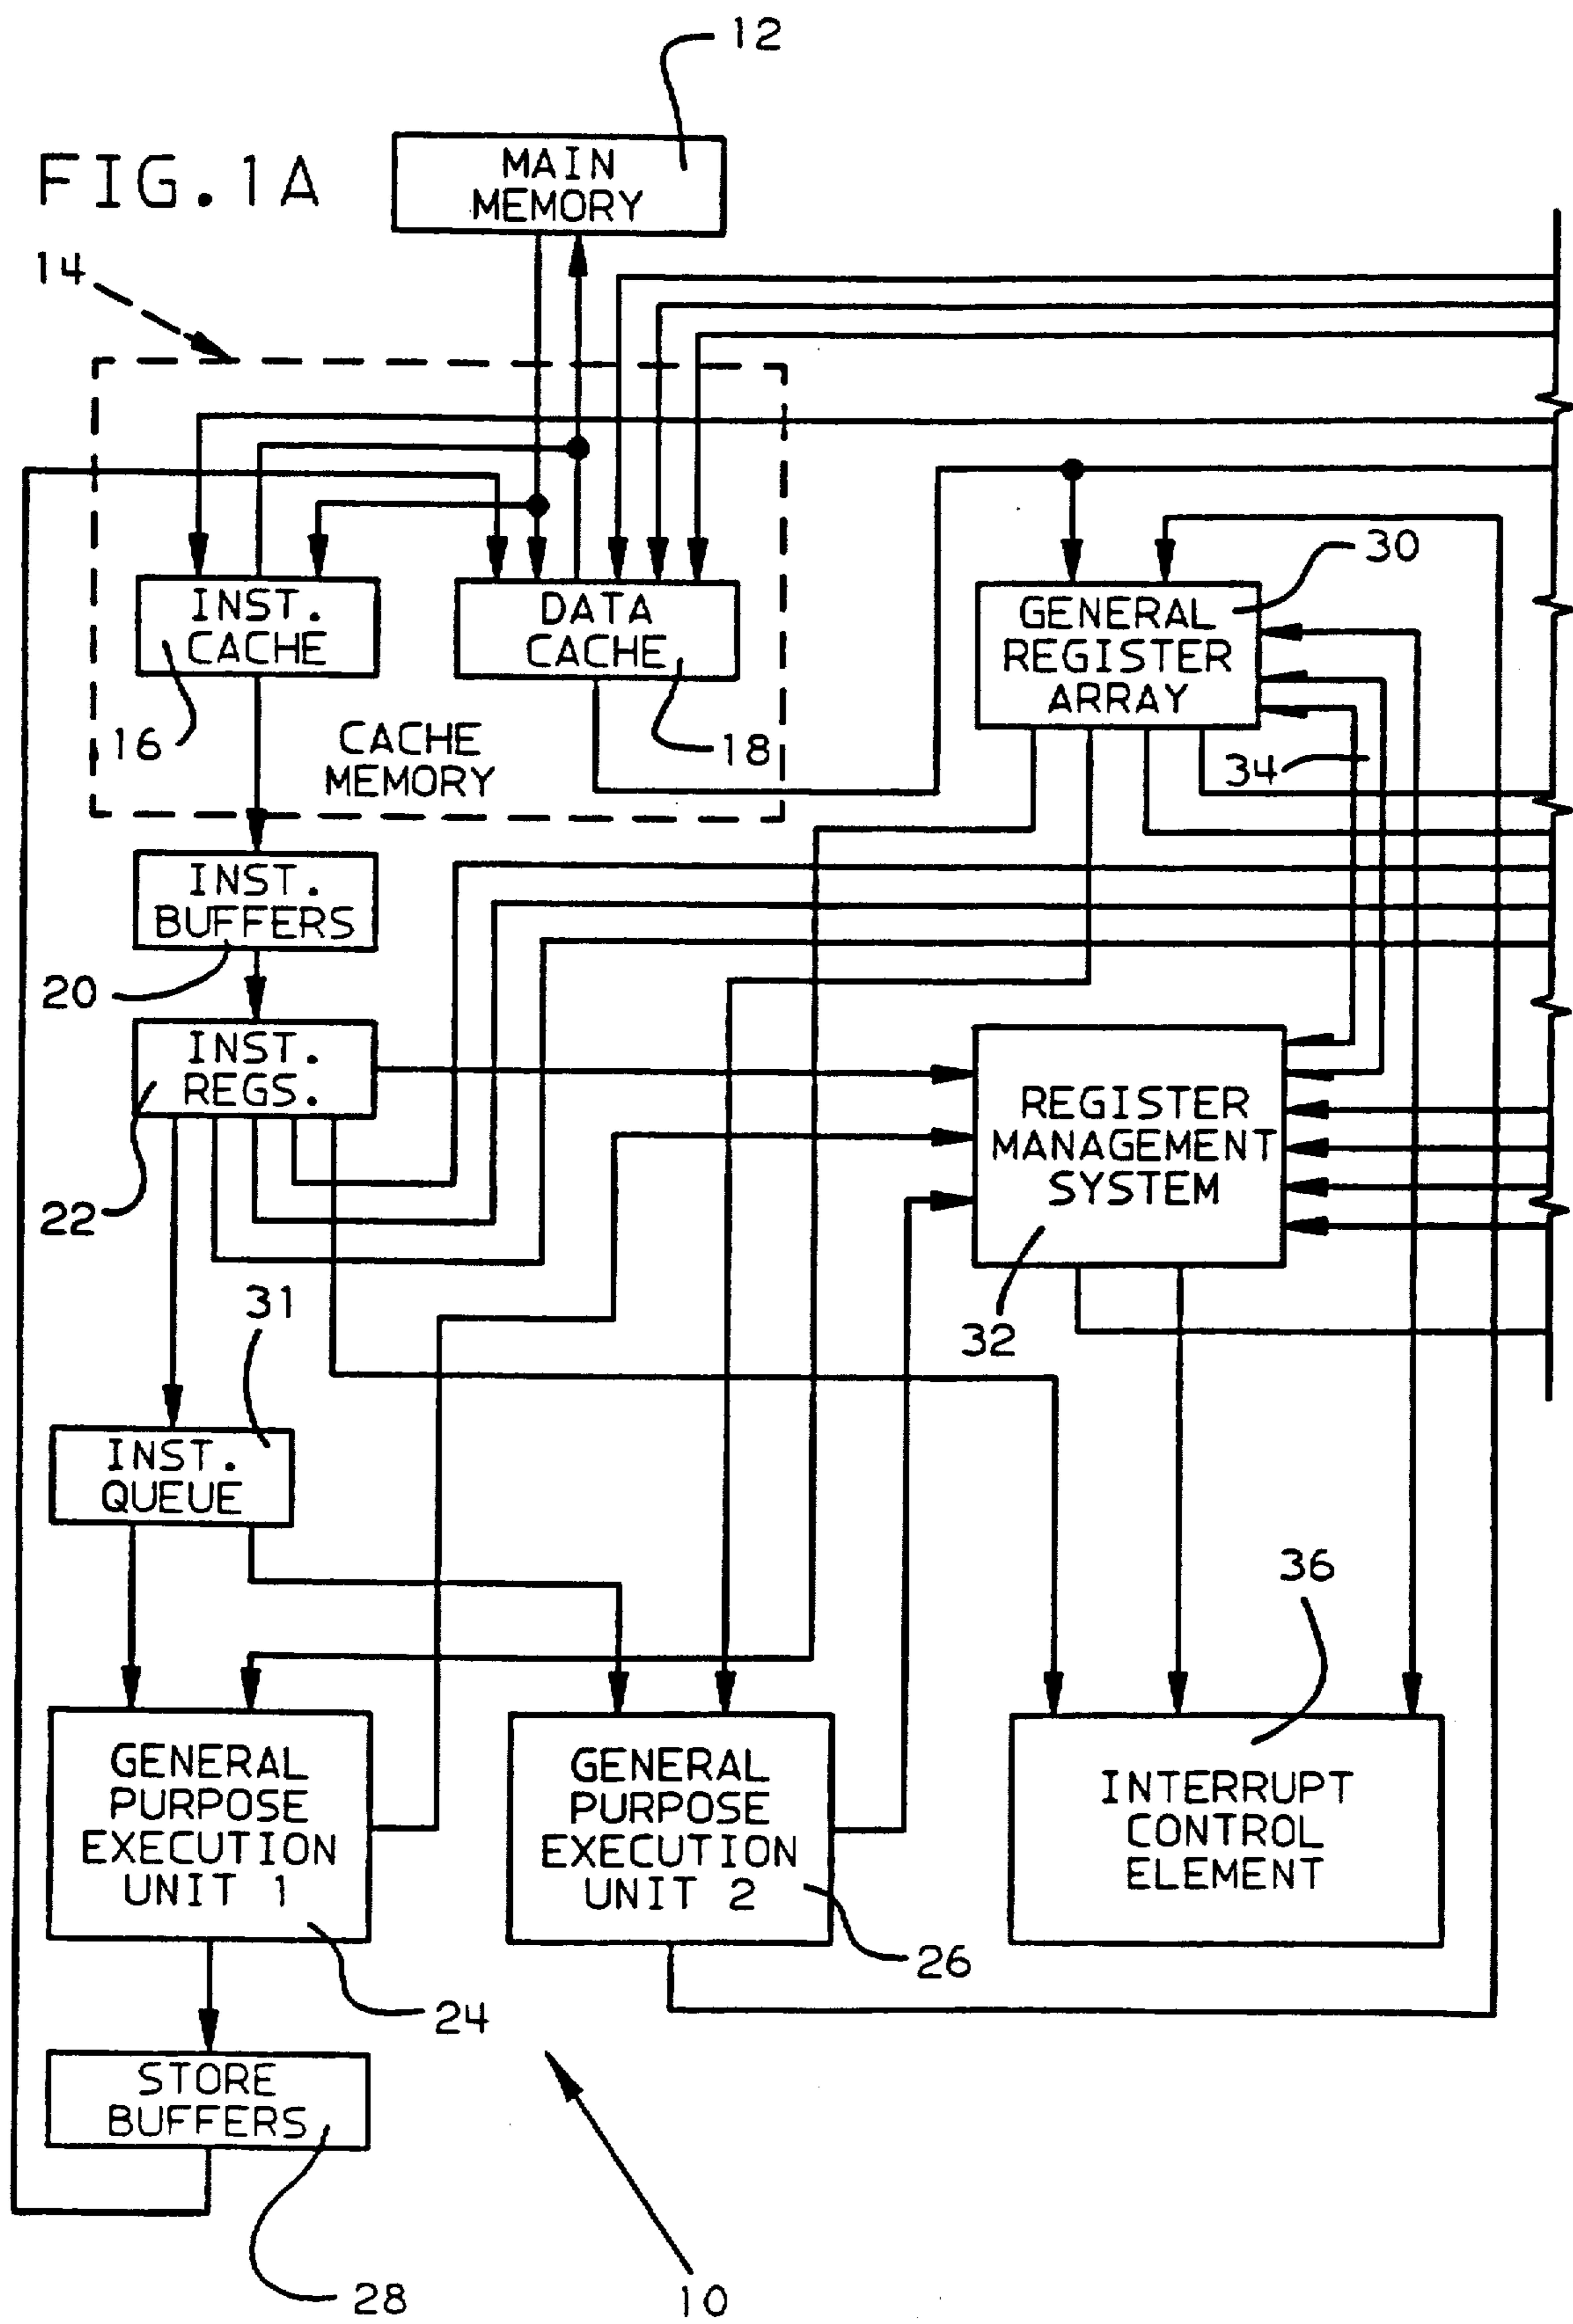 12
FIG.1A
MAIN
MEMORY
14
30
INST.
CACHE
DATA
CACHE
GENERAL
REGISTER
ARRAY
16
CACHE
MEMORY
18
34
INST.
BUFFERS
20
INST.
REGS.
22
REGISTER
MANAGEMENT
SYSTEM
32
31
INST.
QUEUE
36
GENERAL
PURPOSE
EXECUTION
UNIT 1
GENERAL
PURPOSE
EXECUTION
UNIT 2
INTERRUPT
CONTROL
ELEMENT
26
24
STORE
BUFFERS
28
10